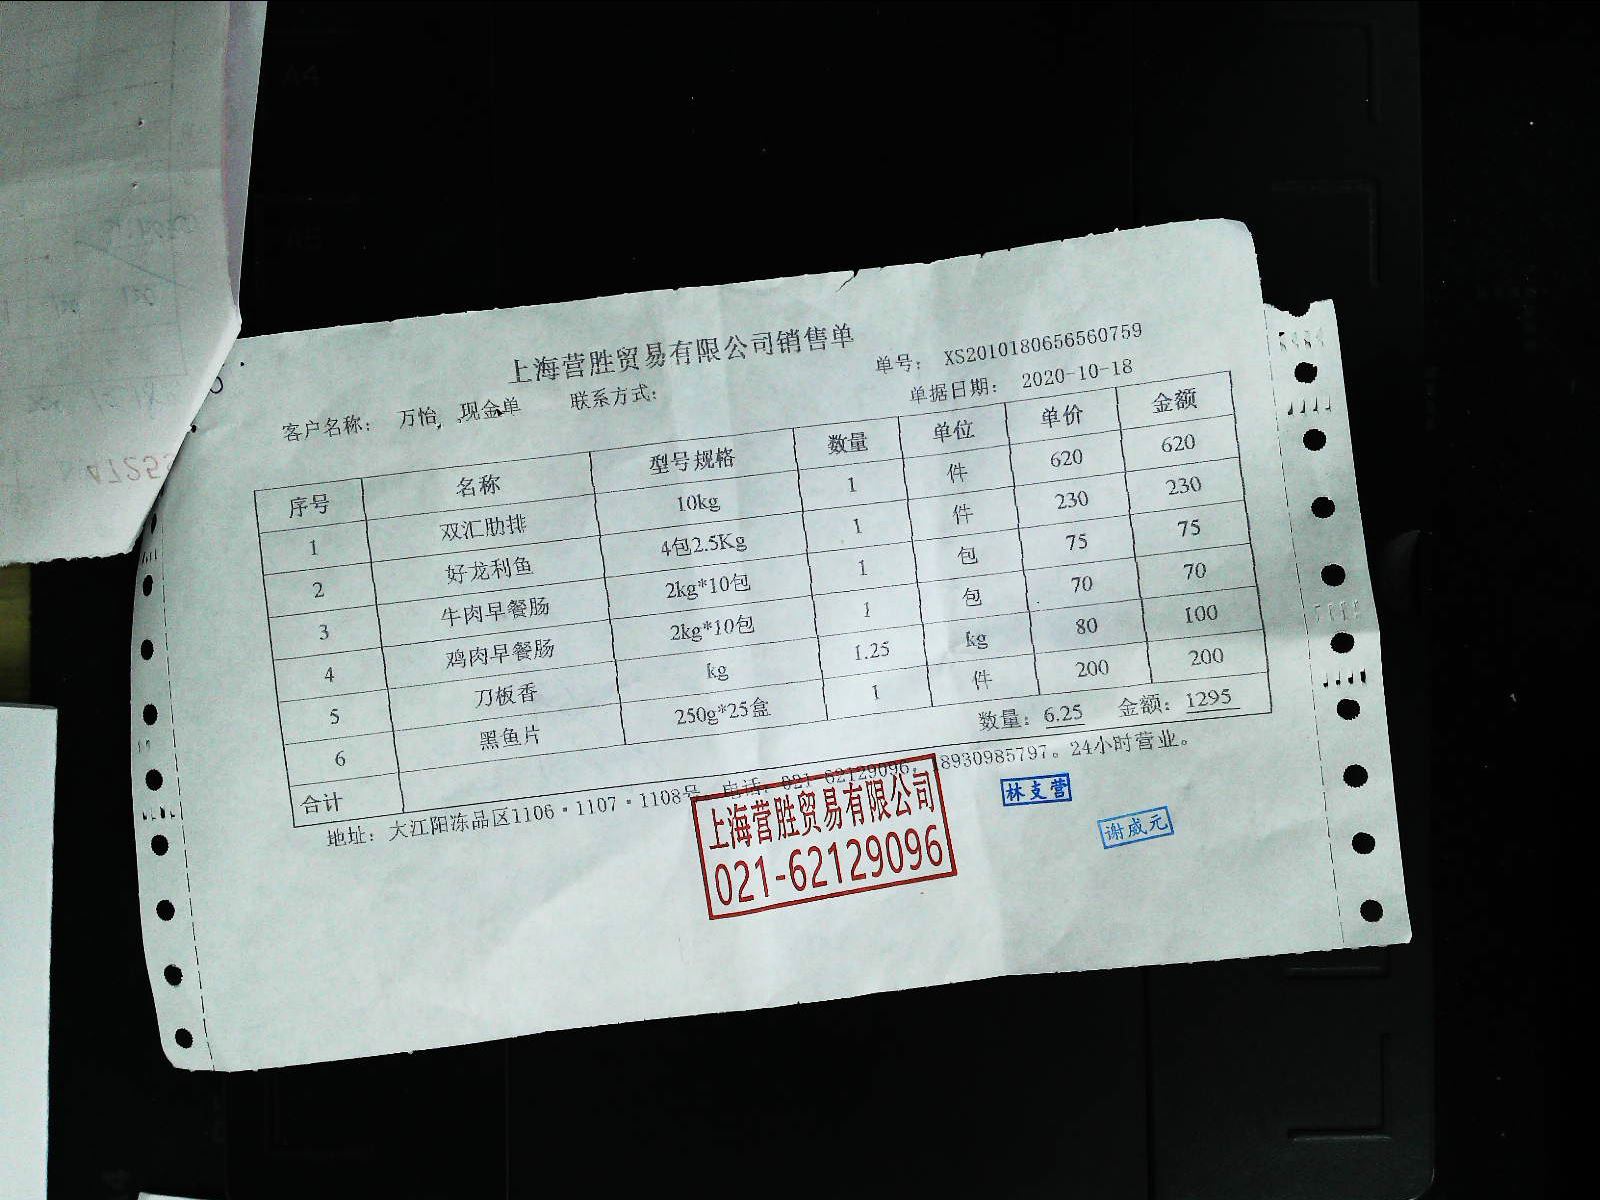 上海营胜贸易有限公司销售单
单号： XS2010180656560759
客户名称： 万怡，现金单 联系方式： 单据日期： 2020-10-18
序号 名称 型号规格 数量 单位 单价 金额
1 双汇肋排 10kg 1 件 620 620
2 好龙利鱼 4包2.5Kg 1 件 230 230
3 牛肉早餐肠 2kg*10包 1 包 75 75
4 鸡肉早餐肠 2kg*10包 1 包 70 70
5 刀板香 kg 1.25 kg 80 100
6 黑鱼片 250g*25盒 1 件 200 200
合计 数量：6.25 金额：1295
地址： 大江阳冻品区1106·1107·1108号 电话：021-62129096，18930985797。24小时营业。
上海营胜贸易有限公司
021-62129096
林支营
谢威元
A4
A5